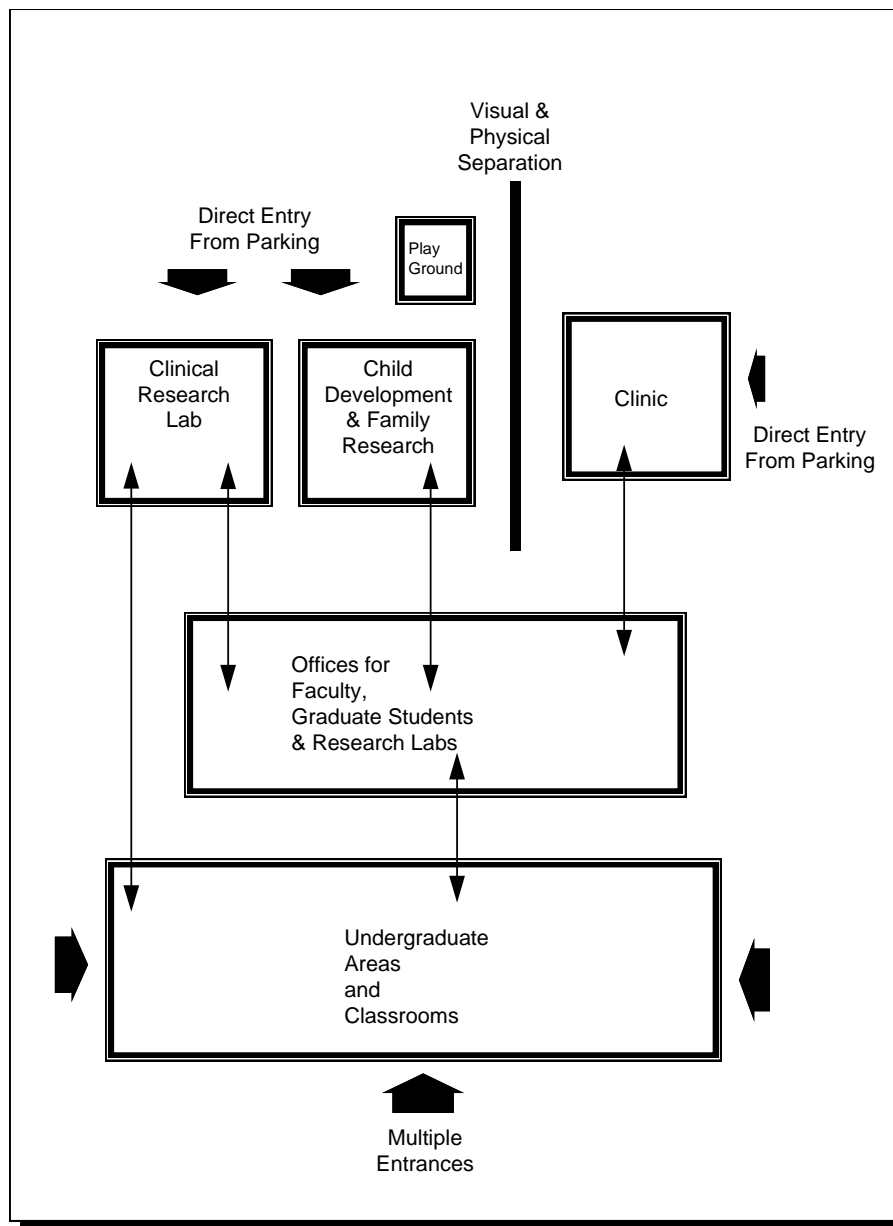 Visual &
Physical
Separation
Direct Entry
From Parking
Play
Ground
Clinical
Research
Lab
Child
Development
& Family
Research
Clinic
Direct Entry
From Parking
Offices for
Faculty,
Graduate Students
& Research Labs
Undergraduate
Areas
and
Classrooms
Multiple
Entrances